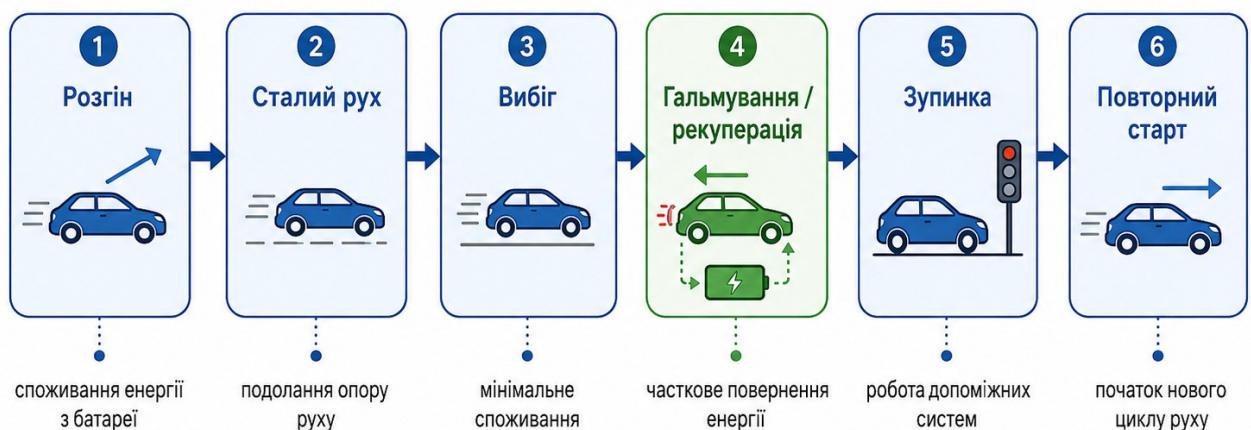 1
Розгін
споживання енергії
з батареї
2
Сталий рух
подолання опору
руху
3
Вибіг
мінімальне
споживання
4
Гальмування /
рекуперація
часткове повернення
енергії
5
Зупинка
робота допоміжних
систем
6
Повторний
старт
початок нового
циклу руху